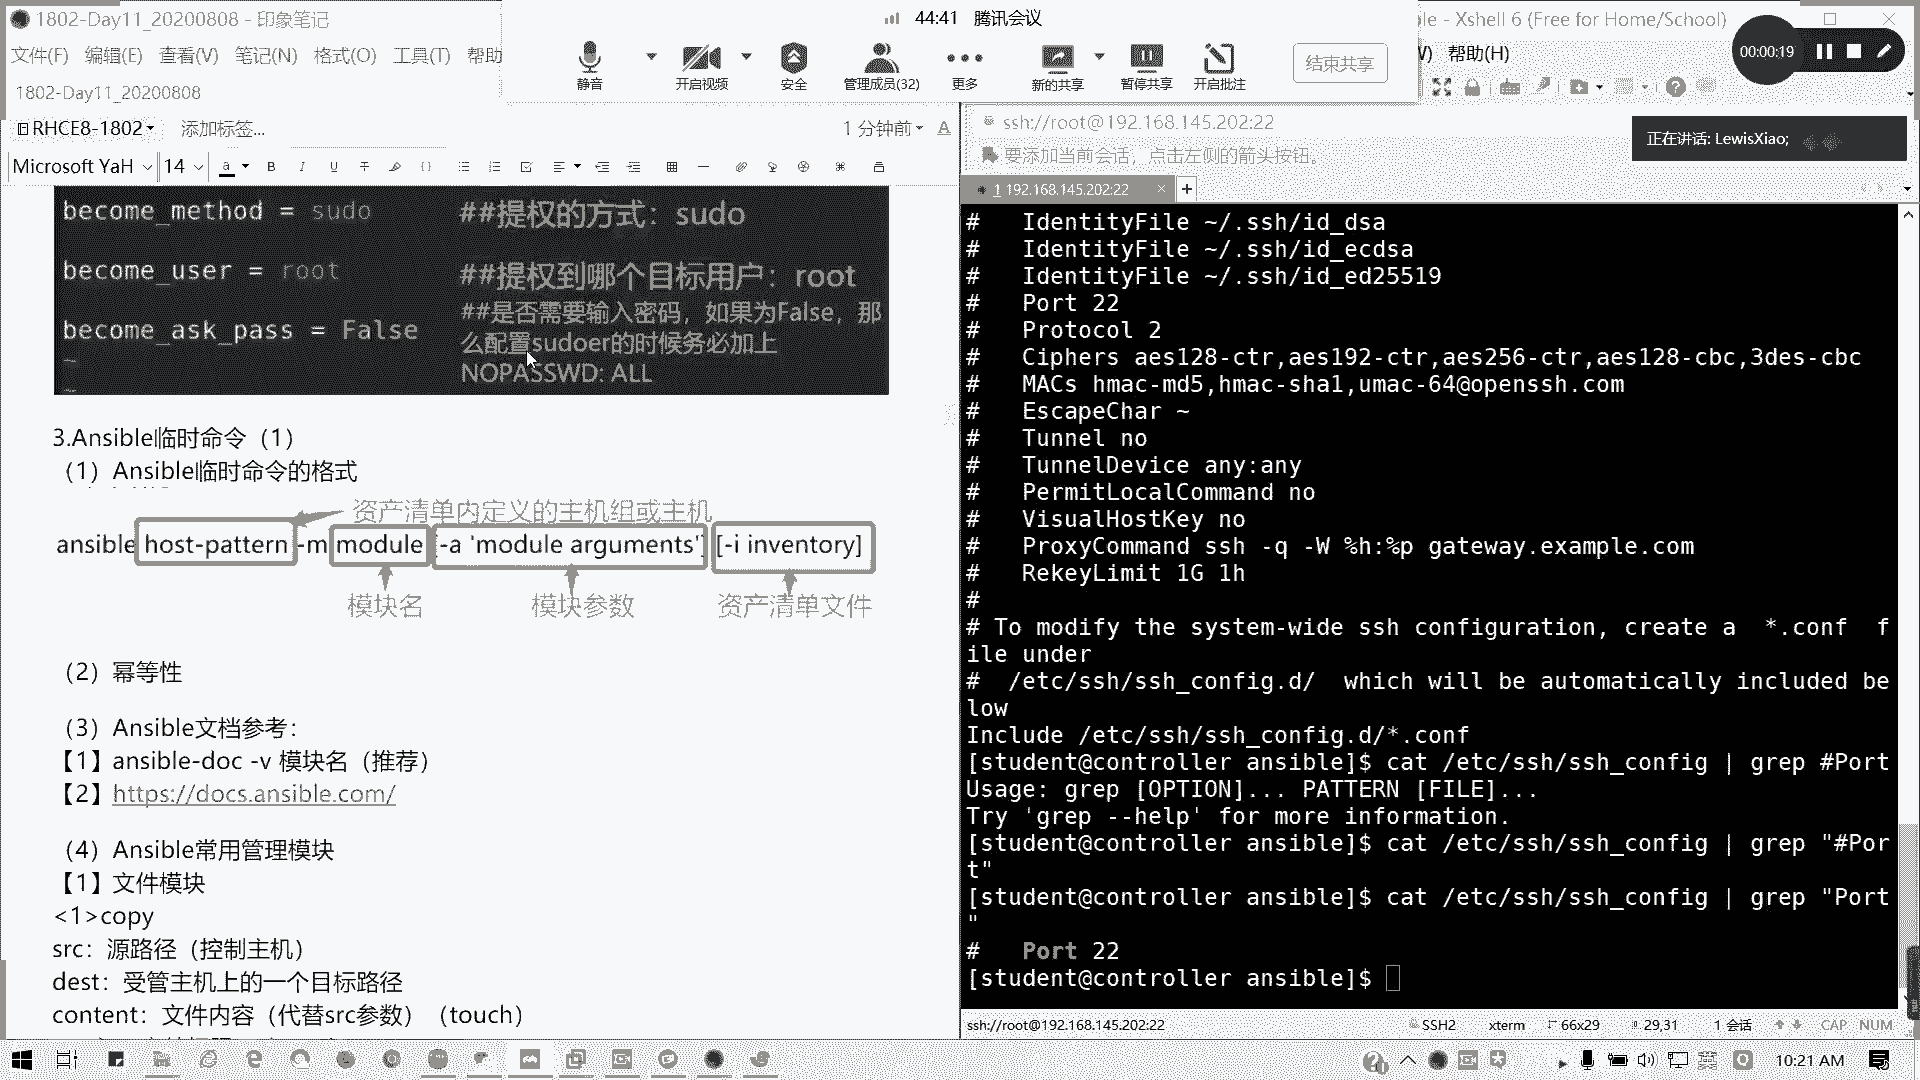 1802-Day11_20200808 - 印象笔记
文件(F) 编辑(E) 查看(V) 笔记(N) 格式(O) 工具(T) 帮助
1802-Day11_20200808
RHCE8-1802 添加标签...
1 分钟前
Microsoft YaH 14
44:41 腾讯会议
静音 开启视频 安全 管理成员(32) 更多 新的共享 暂停共享 开启批注
结束共享
le - Xshell 6 (Free for Home/School)
帮助(H)
00:00:19
正在讲话: LewisXiao;
become_method = sudo ##提权的方式：sudo
become_user = root ##提权到哪个目标用户：root
become_ask_pass = False ##是否需要输入密码，如果为False，那
么配置sudoer的时候务必加上
NOPASSWD: ALL
3.Ansible临时命令（1）
（1）Ansible临时命令的格式
资产清单内定义的主机组或主机
ansible host-pattern -m module [-a 'module arguments'] [-i inventory]
模块名 模块参数 资产清单文件
（2）幂等性
（3）Ansible文档参考：
【1】ansible-doc -v 模块名（推荐）
【2】https://docs.ansible.com/
（4）Ansible常用管理模块
【1】文件模块
<1>copy
src：源路径（控制主机）
dest：受管主机上的一个目标路径
content：文件内容（代替src参数）（touch）
ssh://root@192.168.145.202:22
要添加当前会话，点击左侧的箭头按钮。
1 192.168.145.202:22
#   IdentityFile ~/.ssh/id_dsa
#   IdentityFile ~/.ssh/id_ecdsa
#   IdentityFile ~/.ssh/id_ed25519
#   Port 22
#   Protocol 2
#   Ciphers aes128-ctr,aes192-ctr,aes256-ctr,aes128-cbc,3des-cbc
#   MACs hmac-md5,hmac-sha1,umac-64@openssh.com
#   EscapeChar ~
#   Tunnel no
#   TunnelDevice any:any
#   PermitLocalCommand no
#   VisualHostKey no
#   ProxyCommand ssh -q -W %h:%p gateway.example.com
#   RekeyLimit 1G 1h
#
# To modify the system-wide ssh configuration, create a  *.conf  f
ile under
#  /etc/ssh/ssh_config.d/  which will be automatically included be
low
Include /etc/ssh/ssh_config.d/*.conf
[student@controller ansible]$ cat /etc/ssh/ssh_config | grep #Port
Usage: grep [OPTION]... PATTERN [FILE]...
Try 'grep --help' for more information.
[student@controller ansible]$ cat /etc/ssh/ssh_config | grep "#Por
t"
[student@controller ansible]$ cat /etc/ssh/ssh_config | grep "Port
"
#   Port 22
[student@controller ansible]$
ssh://root@192.168.145.202:22 SSH2 xterm 66x29 29,31 1 会话 CAP NUM
10:21 AM